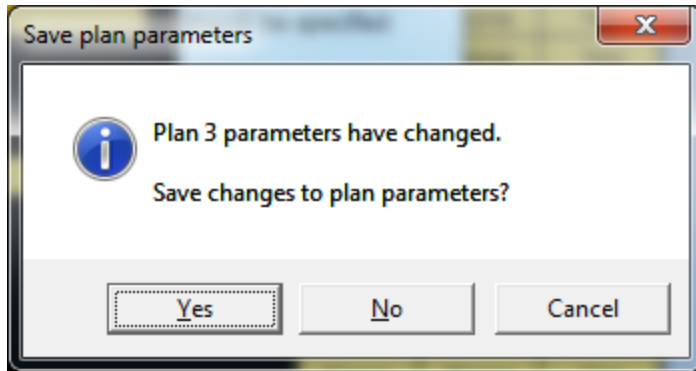 Save plan parameters
Plan 3 parameters have changed.
Save changes to plan parameters?
Yes
No
Cancel